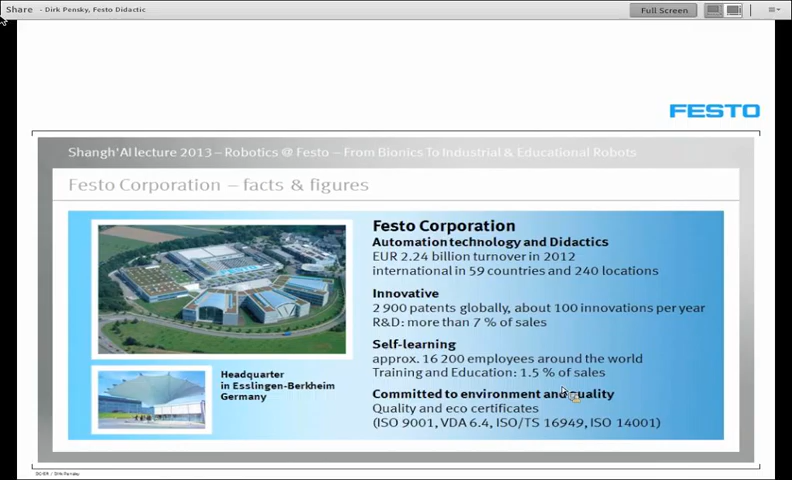 Share - Dirk Pensky, Festo Didactic
Full Screen
FESTO
Shangh'AI lecture 2013 – Robotics @ Festo – From Bionics To Industrial & Educational Robots
Festo Corporation – facts & figures
Festo Corporation
Automation technology and Didactics
EUR 2.24 billion turnover in 2012
international in 59 countries and 240 locations
Innovative
2 900 patents globally, about 100 innovations per year
R&D: more than 7 % of sales
Self-learning
approx. 16 200 employees around the world
Training and Education: 1.5 % of sales
Committed to environment and quality
Quality and eco certificates
(ISO 9001, VDA 6.4, ISO/TS 16949, ISO 14001)
Headquarter
in Esslingen-Berkheim
Germany